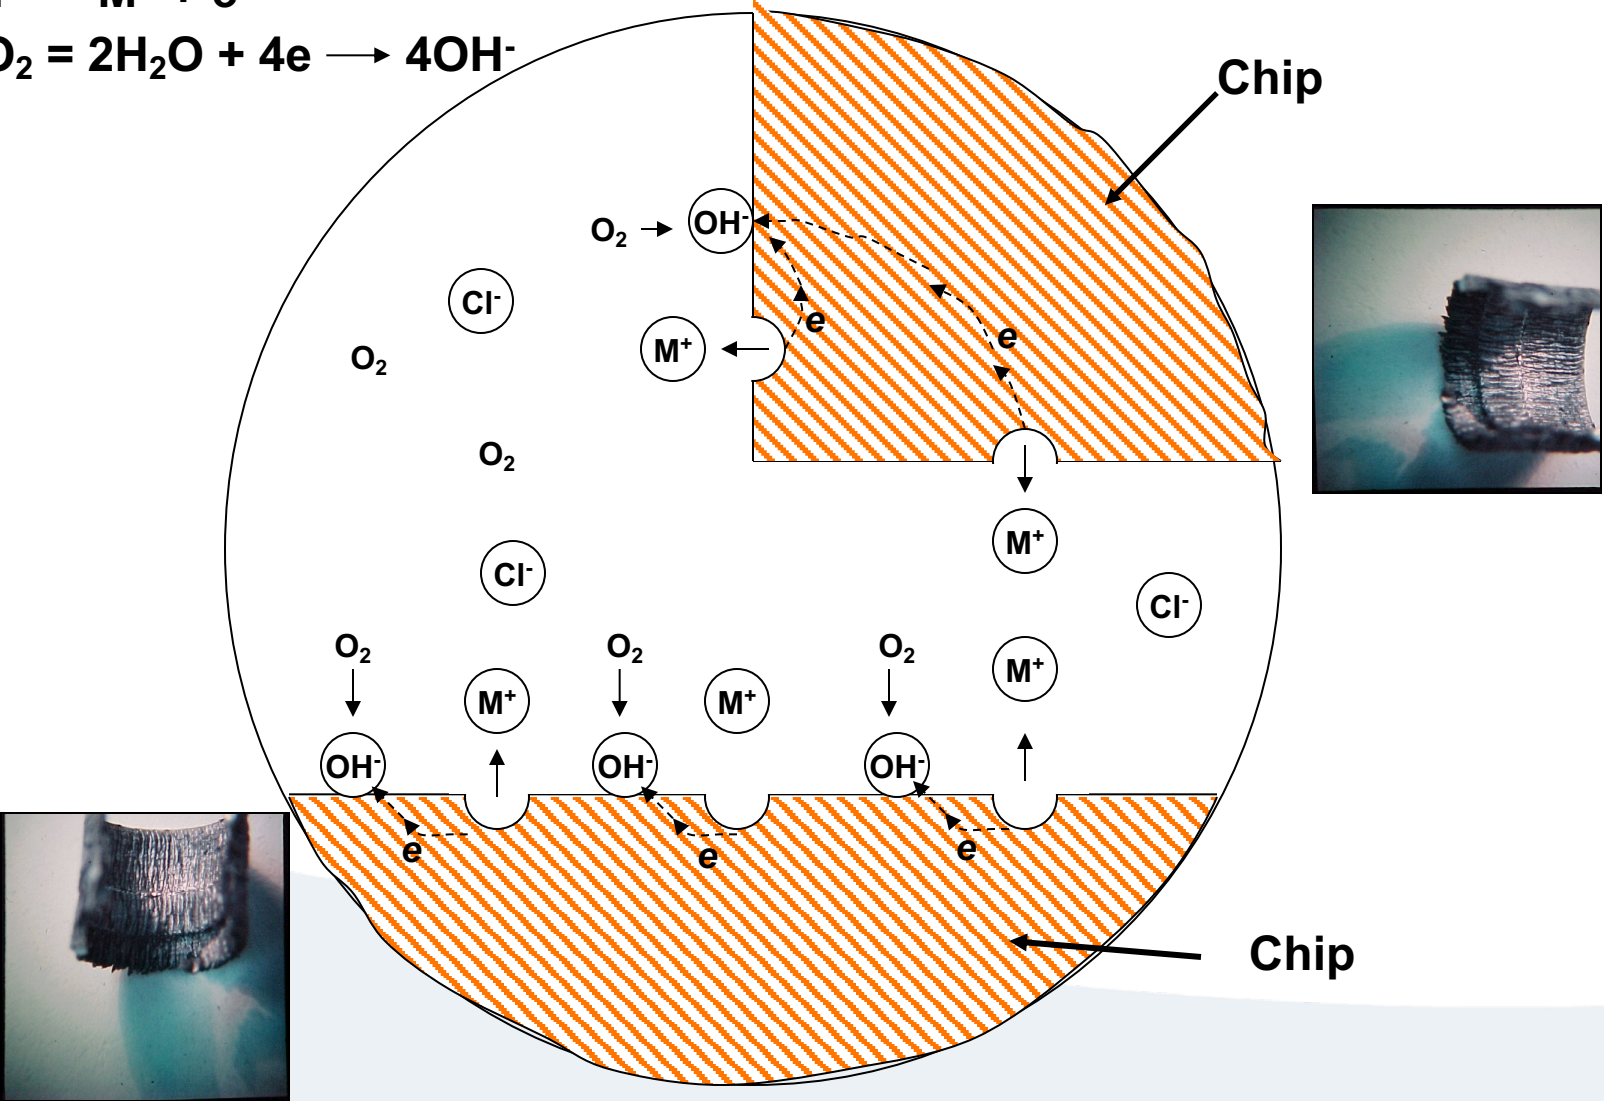 O₂ = 2H₂O + 4e → 4OH⁻
Chip
O₂ → OH⁻
Cl⁻
e
M⁺
e
O₂
O₂
M⁺
Cl⁻
Cl⁻
O₂ O₂ O₂
M⁺
M⁺ M⁺
OH⁻ OH⁻ OH⁻
e e e
Chip